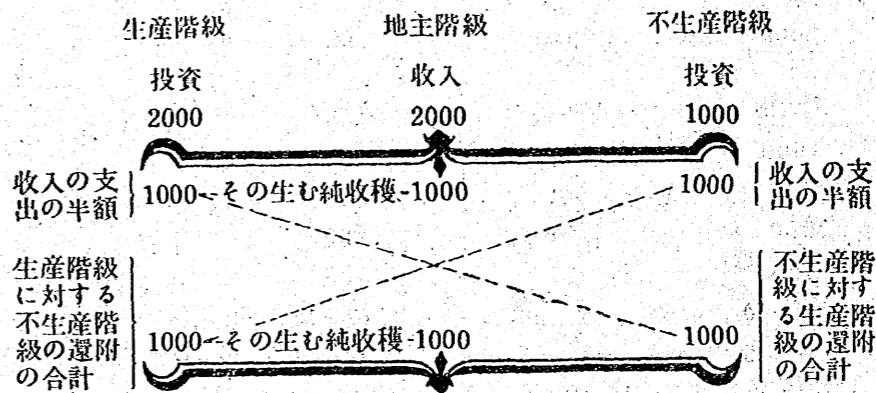 生産階級 地主階級 不生産階級
投資 収入 投資
2000 2000 1000
収入の支
出の半額
1000 その生む純収穫 1000 1000
収入の支
出の半額
生産階級
に対する
不生産階
級の還附
の合計
1000 その生む純収穫 1000 1000
不生産階
級に対す
る生産階
級の還附
の合計